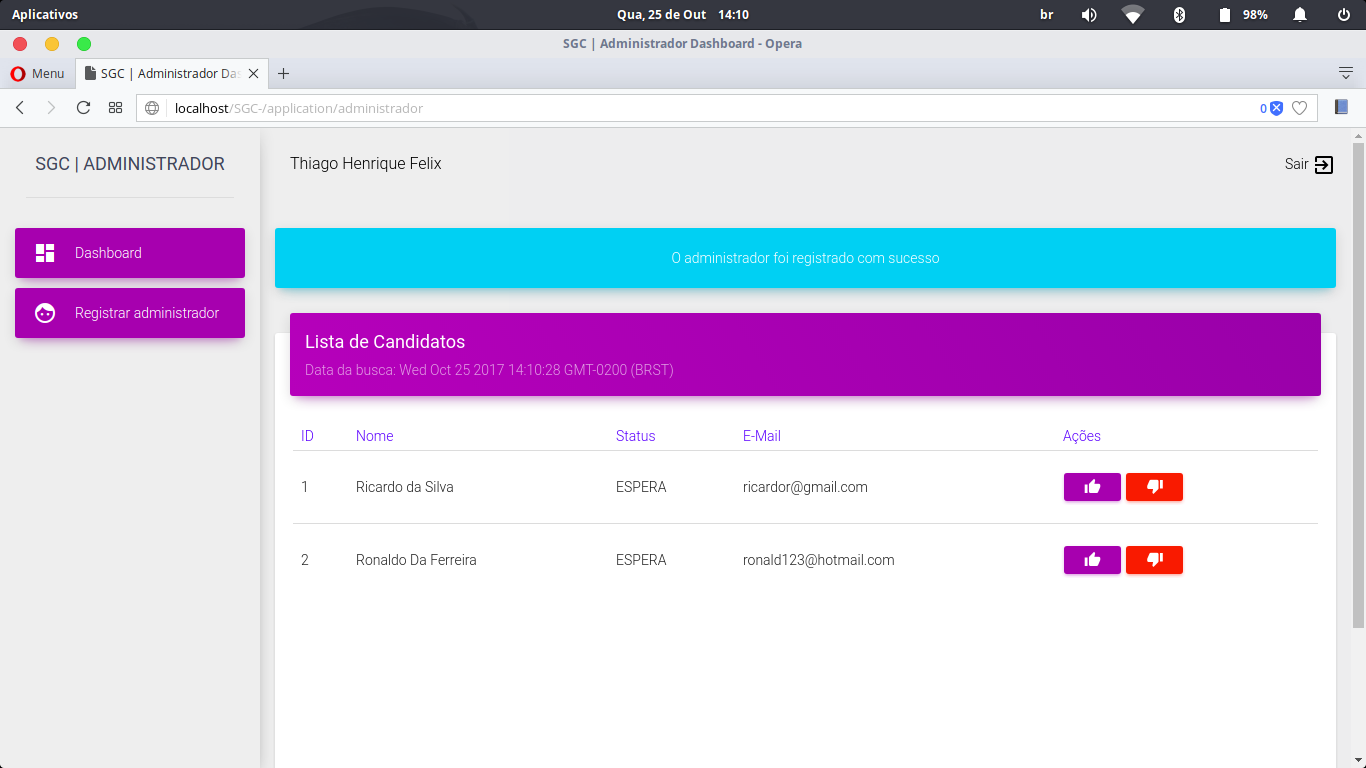 Aplicativos Qua, 25 de Out 14:10 br 98%
SGC | Administrador Dashboard - Opera
Menu SGC | Administrador Das
localhost/SGC-/application/administrador 0
SGC | ADMINISTRADOR
Thiago Henrique Felix Sair
Dashboard
Registrar administrador
O administrador foi registrado com sucesso
Lista de Candidatos
Data da busca: Wed Oct 25 2017 14:10:28 GMT-0200 (BRST)
ID Nome Status E-Mail Ações
1 Ricardo da Silva ESPERA ricardor@gmail.com
2 Ronaldo Da Ferreira ESPERA ronald123@hotmail.com